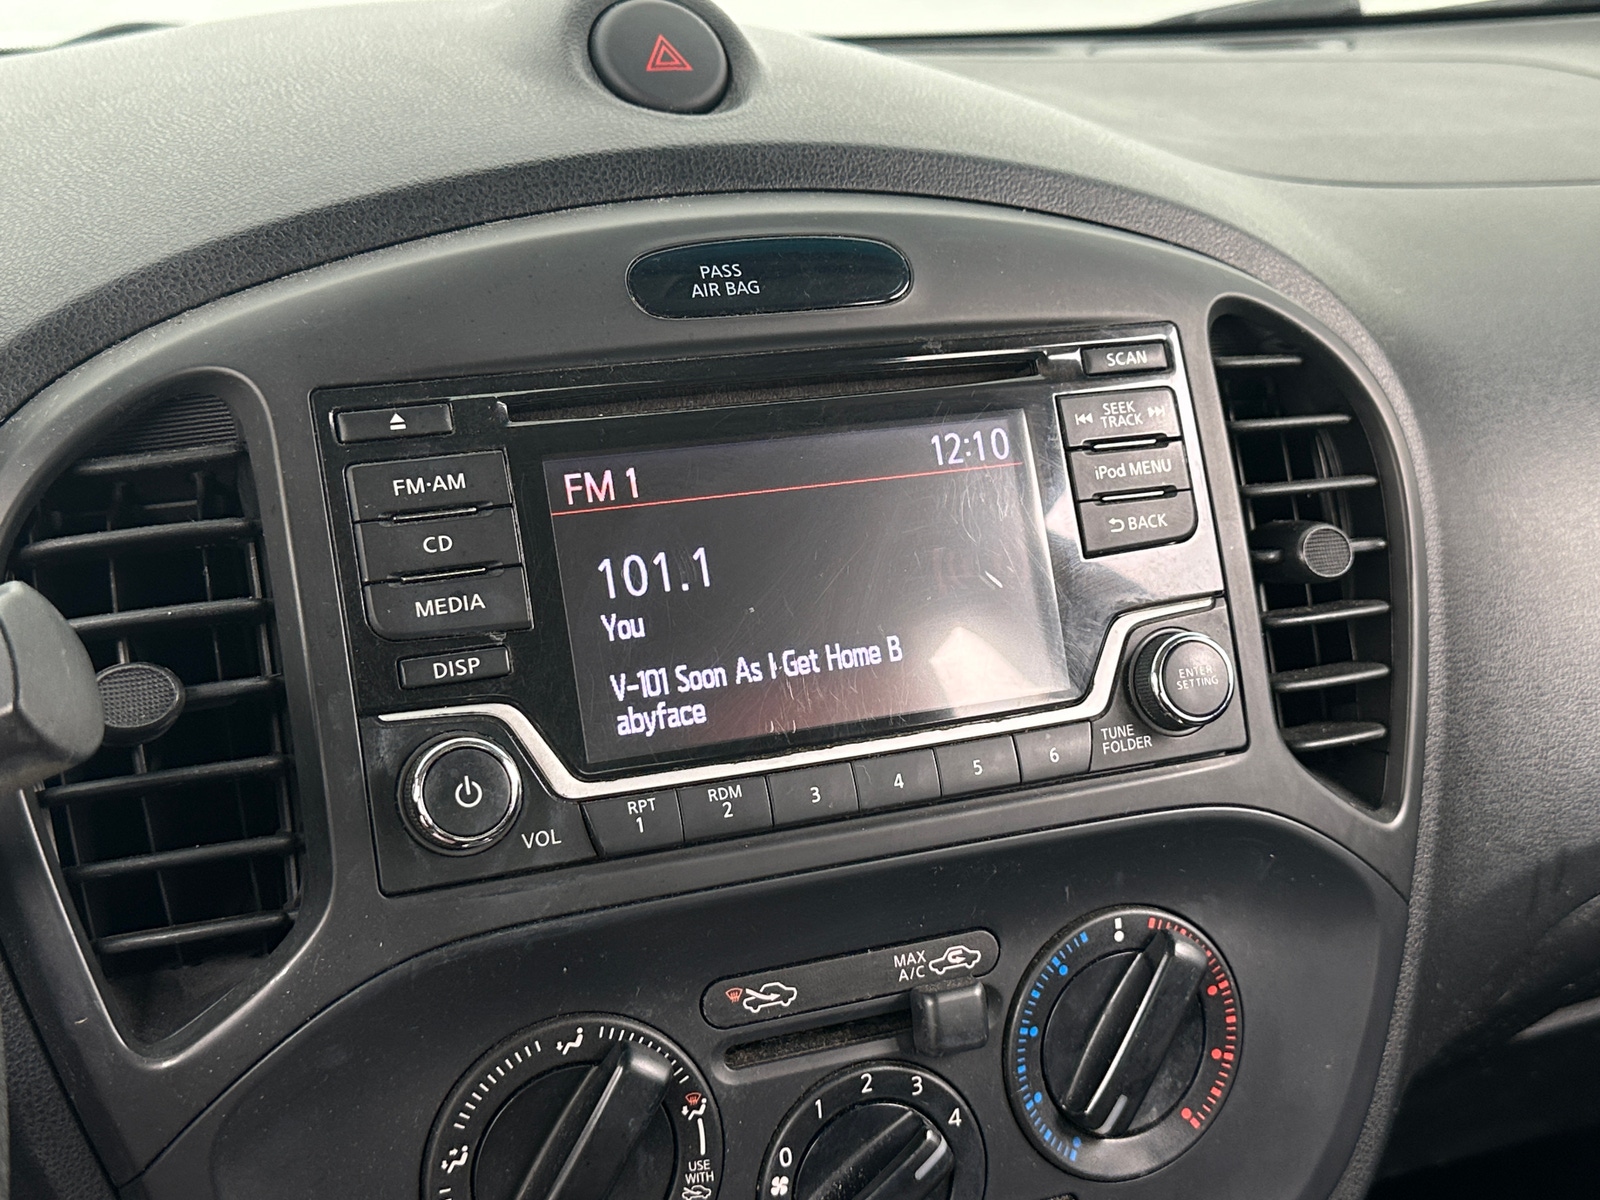 PASS
AIR BAG
SCAN
SEEK
TRACK
FM·AM
iPod MENU
CD
BACK
MEDIA
DISP
FM 1
12:10
101.1
You
V-101 Soon As I Get Home B
abyface
ENTER
SETTING
TUNE
FOLDER
VOL
RPT
1
RDM
2
3
4
5
6
MAX
A/C
0
1
2
3
4
USE
WITH